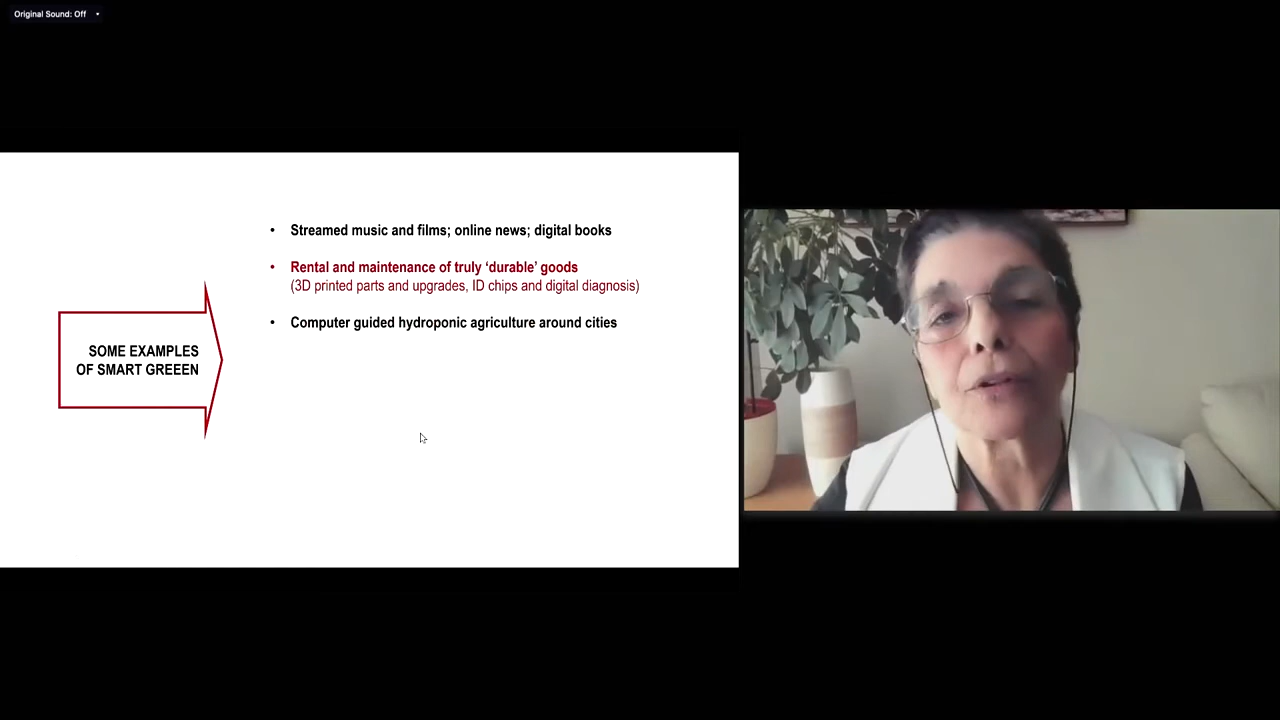 Original Sound: Off
• Streamed music and films; online news; digital books
• Rental and maintenance of truly ‘durable’ goods
(3D printed parts and upgrades, ID chips and digital diagnosis)
• Computer guided hydroponic agriculture around cities
SOME EXAMPLES
OF SMART GREEEN